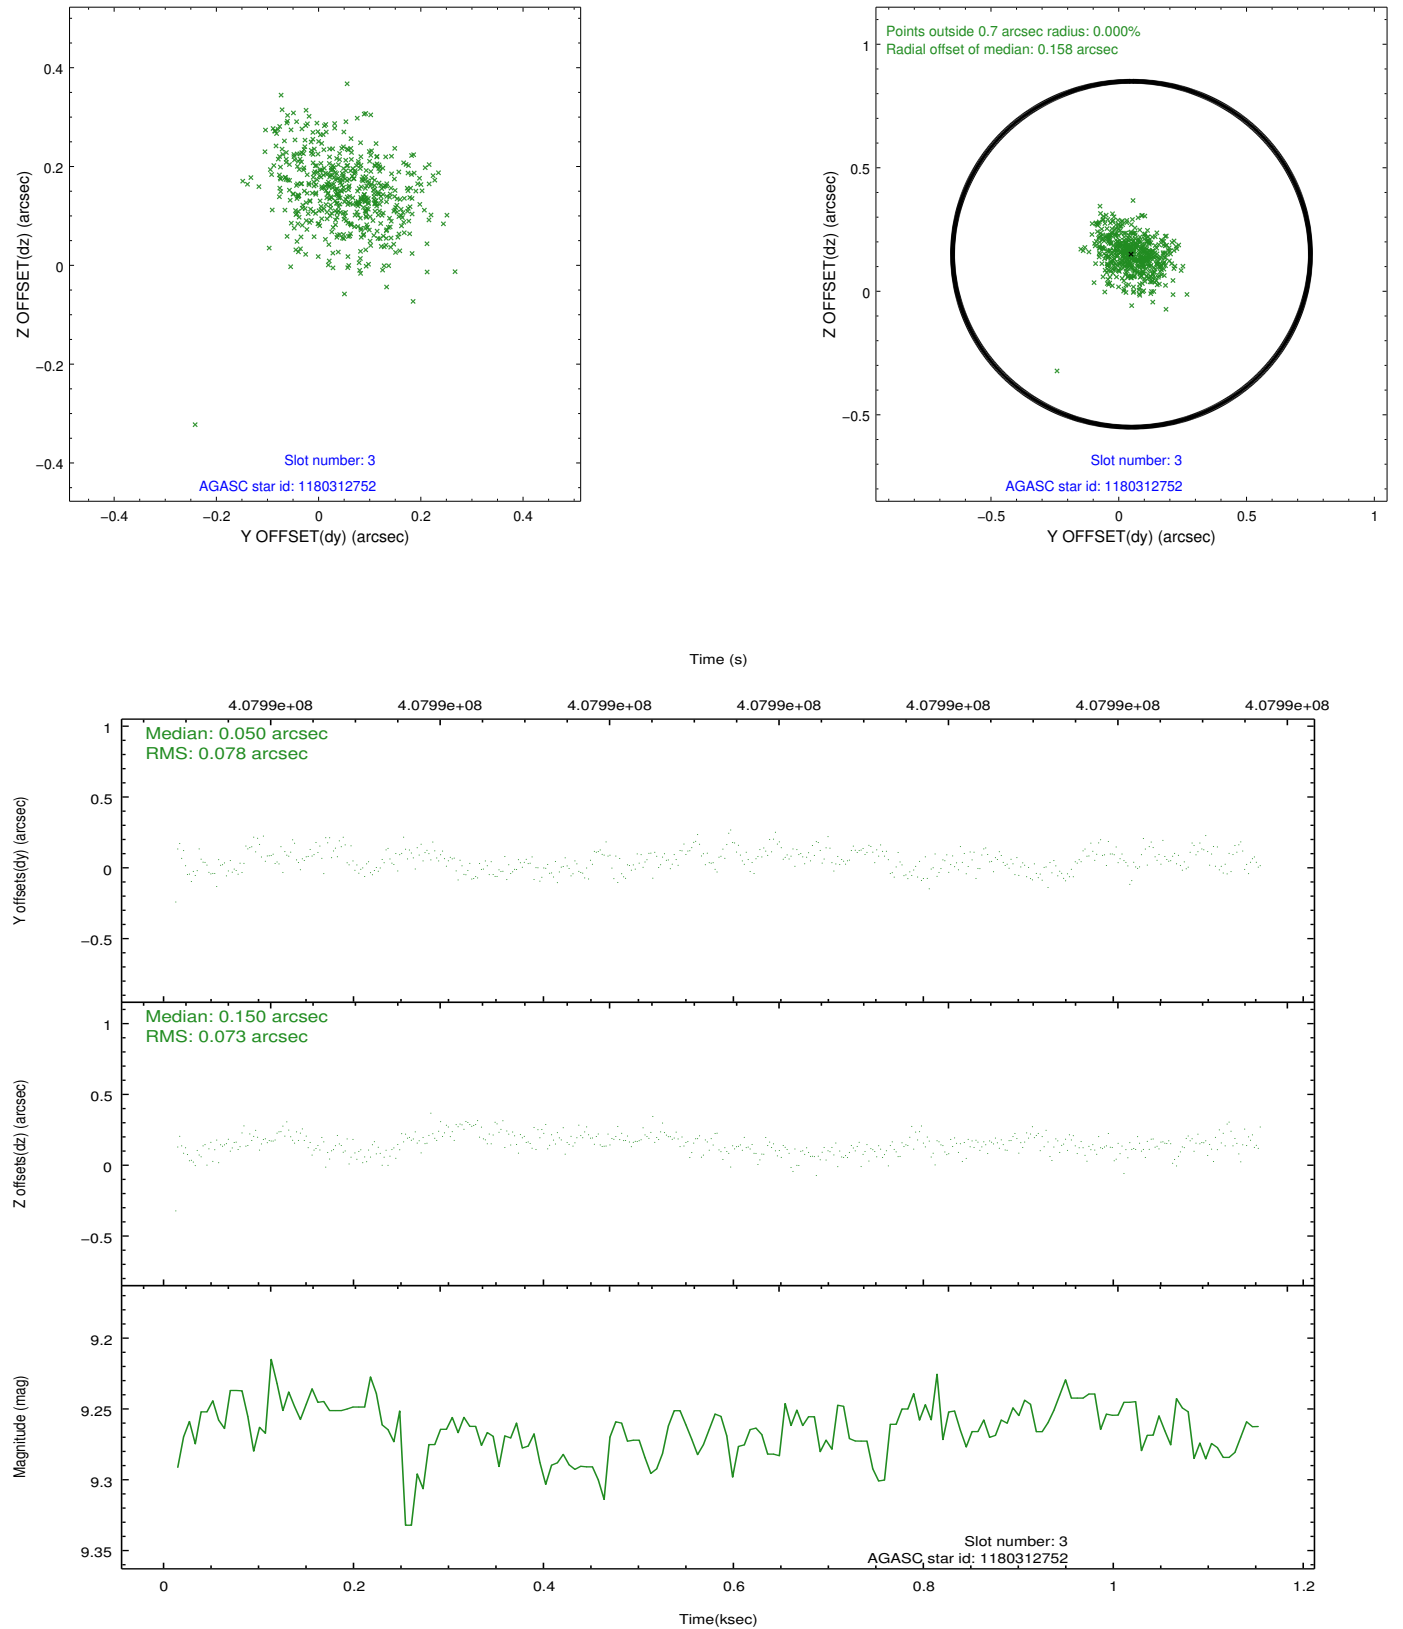 0.4
0.2
0
−0.2
−0.4
Z OFFSET(dz) (arcsec)
Slot number: 3
AGASC star id: 1180312752
−0.4 −0.2 0 0.2 0.4
Y OFFSET(dy) (arcsec)
Points outside 0.7 arcsec radius: 0.000%
Radial offset of median: 0.158 arcsec
1
0.5
0
−0.5
Z OFFSET(dz) (arcsec)
Slot number: 3
AGASC star id: 1180312752
−0.5 0 0.5 1
Y OFFSET(dy) (arcsec)
Time (s)
4.0799e+08 4.0799e+08 4.0799e+08 4.0799e+08 4.0799e+08 4.0799e+08 4.0799e+08
Median: 0.050 arcsec
RMS: 0.078 arcsec
1
0.5
0
−0.5
Y offsets(dy) (arcsec)
Median: 0.150 arcsec
RMS: 0.073 arcsec
1
0.5
0
−0.5
Z offsets(dz) (arcsec)
9.2
9.25
9.3
9.35
Magnitude (mag)
Slot number: 3
AGASC star id: 1180312752
0 0.2 0.4 0.6 0.8 1 1.2
Time(ksec)